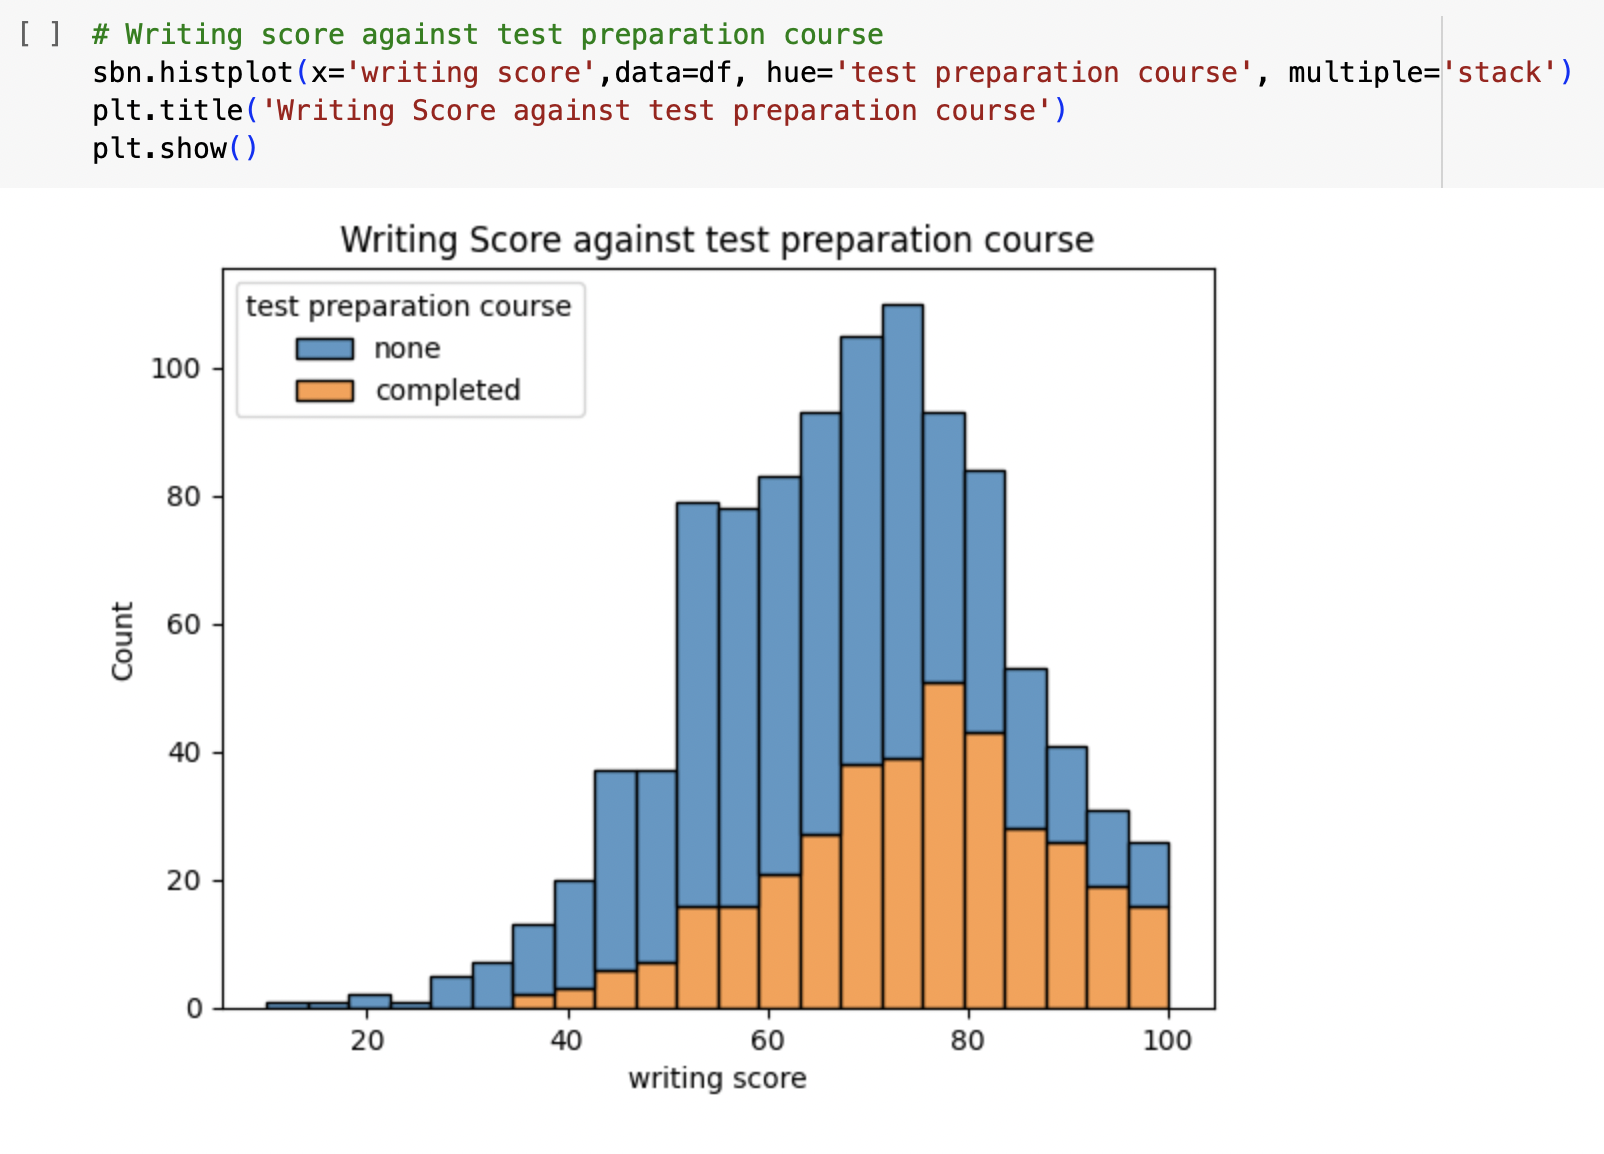 [ ] # Writing score against test preparation course
sbn.histplot(x='writing score',data=df, hue='test preparation course', multiple='stack')
plt.title('Writing Score against test preparation course')
plt.show()
Writing Score against test preparation course
test preparation course
none
completed
100
80
60
40
20
0
Count
20 40 60 80 100
writing score